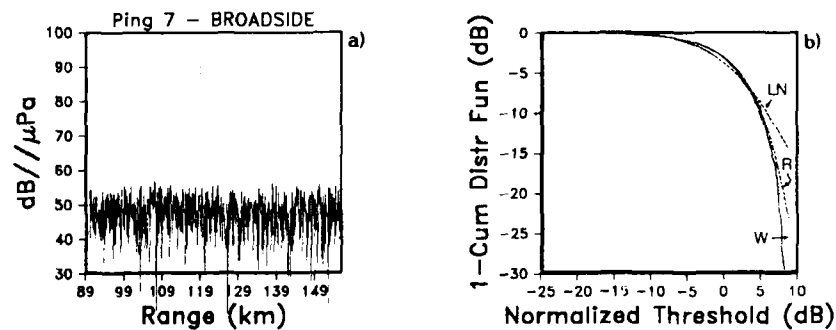 Ping 7 - BROADSIDE
a)
100
90
80
70
60
50
40
30
dB//μPa
89 99 109 119 129 139 149
Range (km)
b)
0
-5
-10
-15
-20
-25
-30
1-Cum Distr Fun (dB)
LN
R
W
-25 -20 -15 -10 -5 0 5 10
Normalized Threshold (dB)